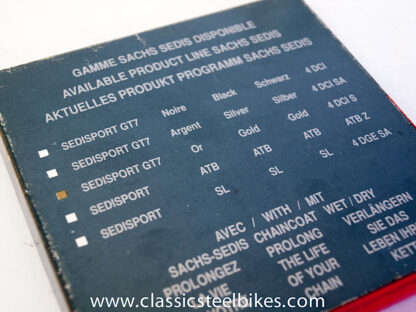 GAMME SACHS SEDIS DISPONIBLE
AVAILABLE PRODUCT LINE SACHS SEDIS
AKTUELLES PRODUKT PROGRAMM SACHS SEDIS
SEDISPORT GT7 Noire Black Schwarz 4 DCI
SEDISPORT GT7 Argent Silver Silber 4 DCI SA
SEDISPORT GT7 Or Gold Gold 4 DCI S
SEDISPORT ATB ATB ATB ATB Z
SEDISPORT SL SL SL 4 DGE SA
AVEC / WITH / MIT WET / DRY
SACHS-SEDIS CHAINCOAT VERLÄNGERN
PROLONGEZ PROLONG SIE DAS
LA VIE THE LIFE LEBEN IHRER
OF YOUR
CHAIN
www.classicsteelbikes.com